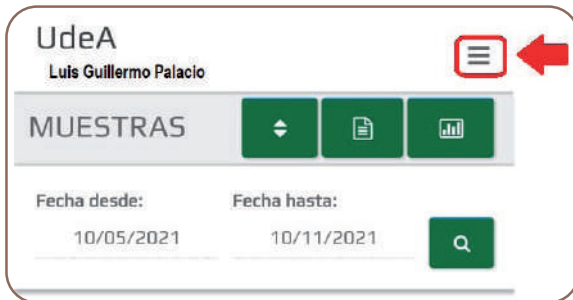 UdeA
Luis Guillermo Palacio
MUESTRAS
Fecha desde: Fecha hasta:
10/05/2021 10/11/2021